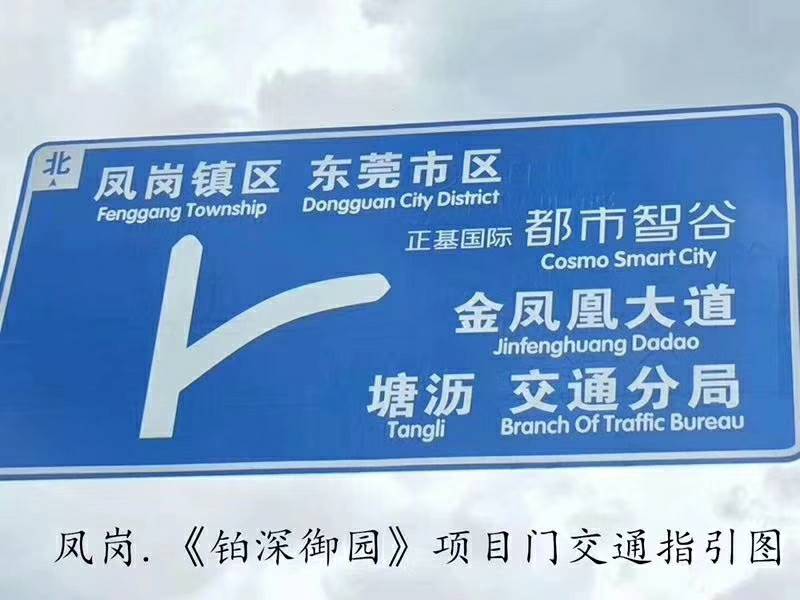 北
凤岗镇区 东莞市区
Fenggang Township Dongguan City District
正基国际 都市智谷
Cosmo Smart City
金凤凰大道
Jinfenghuang Dadao
塘沥 交通分局
Tangli Branch Of Traffic Bureau
凤岗.《铂深御园》项目门交通指引图